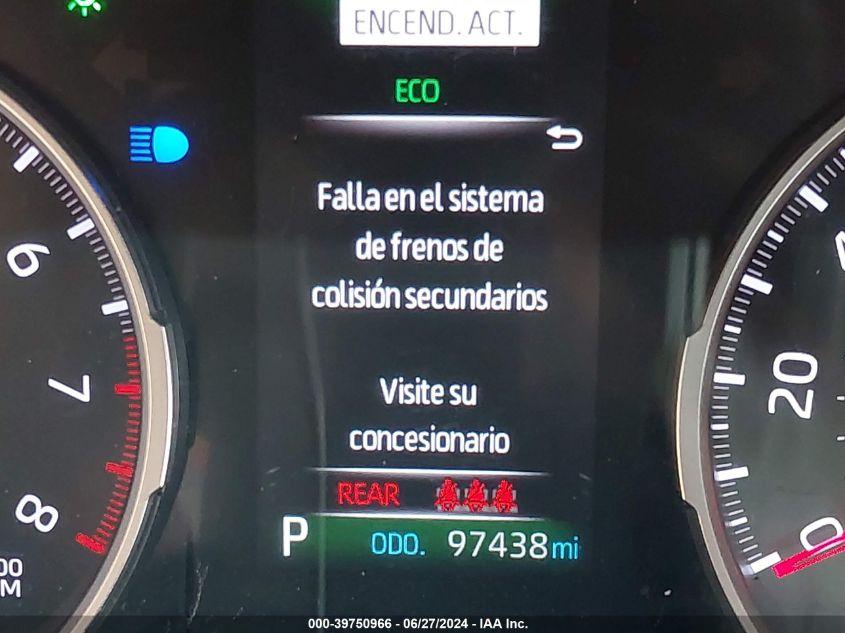 ENCEND. ACT.
ECO
Falla en el sistema
de frenos de
colisión secundarios
Visite su
concesionario
REAR
P ODO. 97438 mi
6
7
8
20
0
000-39750966 - 06/27/2024 - IAA Inc.